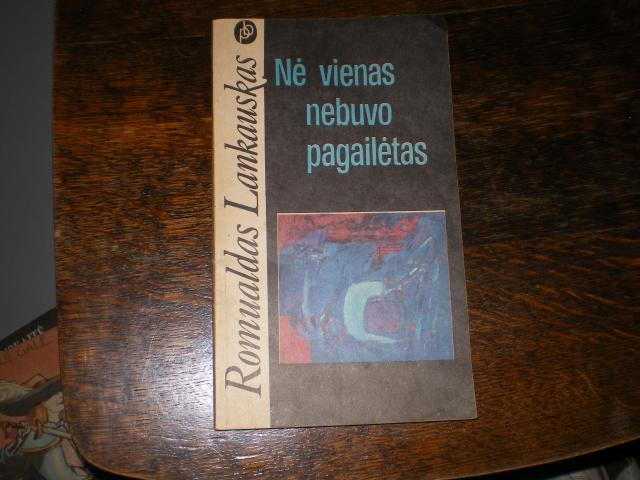 Romualdas Lankauskas
Nė vienas
nebuvo
pagailėtas